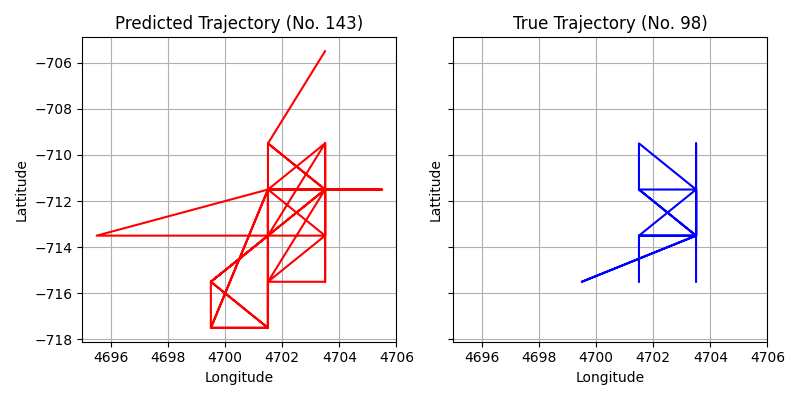 Predicted Trajectory (No. 143)
True Trajectory (No. 98)
−706
−708
−710
−712
−714
−716
−718
Lattitude
Lattitude
4696 4698 4700 4702 4704 4706
4696 4698 4700 4702 4704 4706
Longitude
Longitude